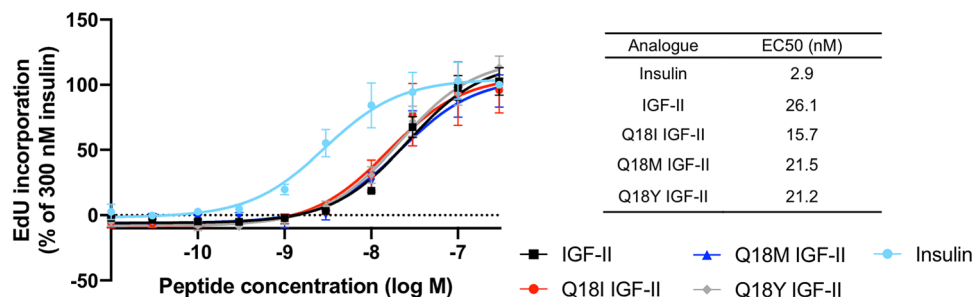 EdU incorporation
(% of 300 nM insulin)
150
100
50
0
-50
-10
-9
-8
-7
Peptide concentration (log M)
Analogue EC50 (nM)
Insulin 2.9
IGF-II 26.1
Q18I IGF-II 15.7
Q18M IGF-II 21.5
Q18Y IGF-II 21.2
IGF-II Q18M IGF-II Insulin
Q18I IGF-II Q18Y IGF-II